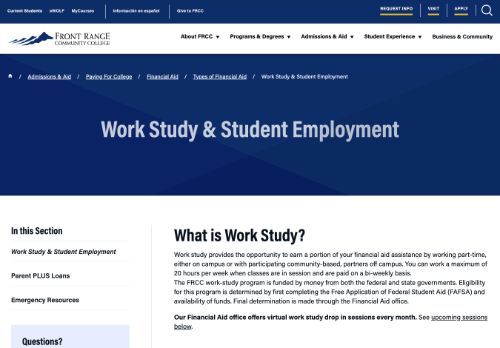 Current Students eWOLF MyCourses Información en español Give to FRCC REQUEST INFO VISIT APPLY
FRONT RANGE
COMMUNITY COLLEGE
About FRCC Programs & Degrees Admissions & Aid Student Experience Business & Community
/ Admissions & Aid / Paying For College / Financial Aid / Types of Financial Aid / Work Study & Student Employment
Work Study & Student Employment
In this Section
Work Study & Student Employment
Parent PLUS Loans
Emergency Resources
Questions?
What is Work Study?
Work study provides the opportunity to earn a portion of your financial aid assistance by working part-time,
either on campus or with participating community-based, partners off campus. You can work a maximum of
20 hours per week when classes are in session and are paid on a bi-weekly basis.
The FRCC work-study program is funded by money from both the federal and state governments. Eligibility
for this program is determined by first completing the Free Application of Federal Student Aid (FAFSA) and
availability of funds. Final determination is made through the Financial Aid office.
Our Financial Aid office offers virtual work study drop in sessions every month. See upcoming sessions
below.